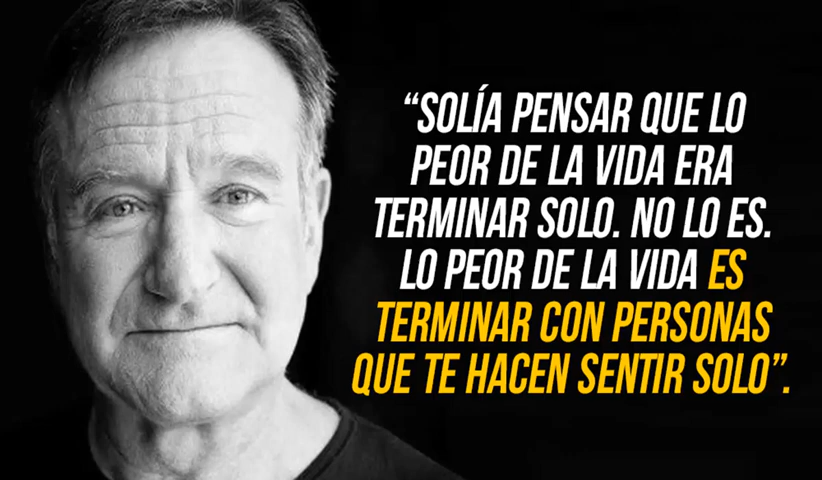 “SOLÍA PENSAR QUE LO
PEOR DE LA VIDA ERA
TERMINAR SOLO. NO LO ES.
LO PEOR DE LA VIDA ES
TERMINAR CON PERSONAS
QUE TE HACEN SENTIR SOLO”.